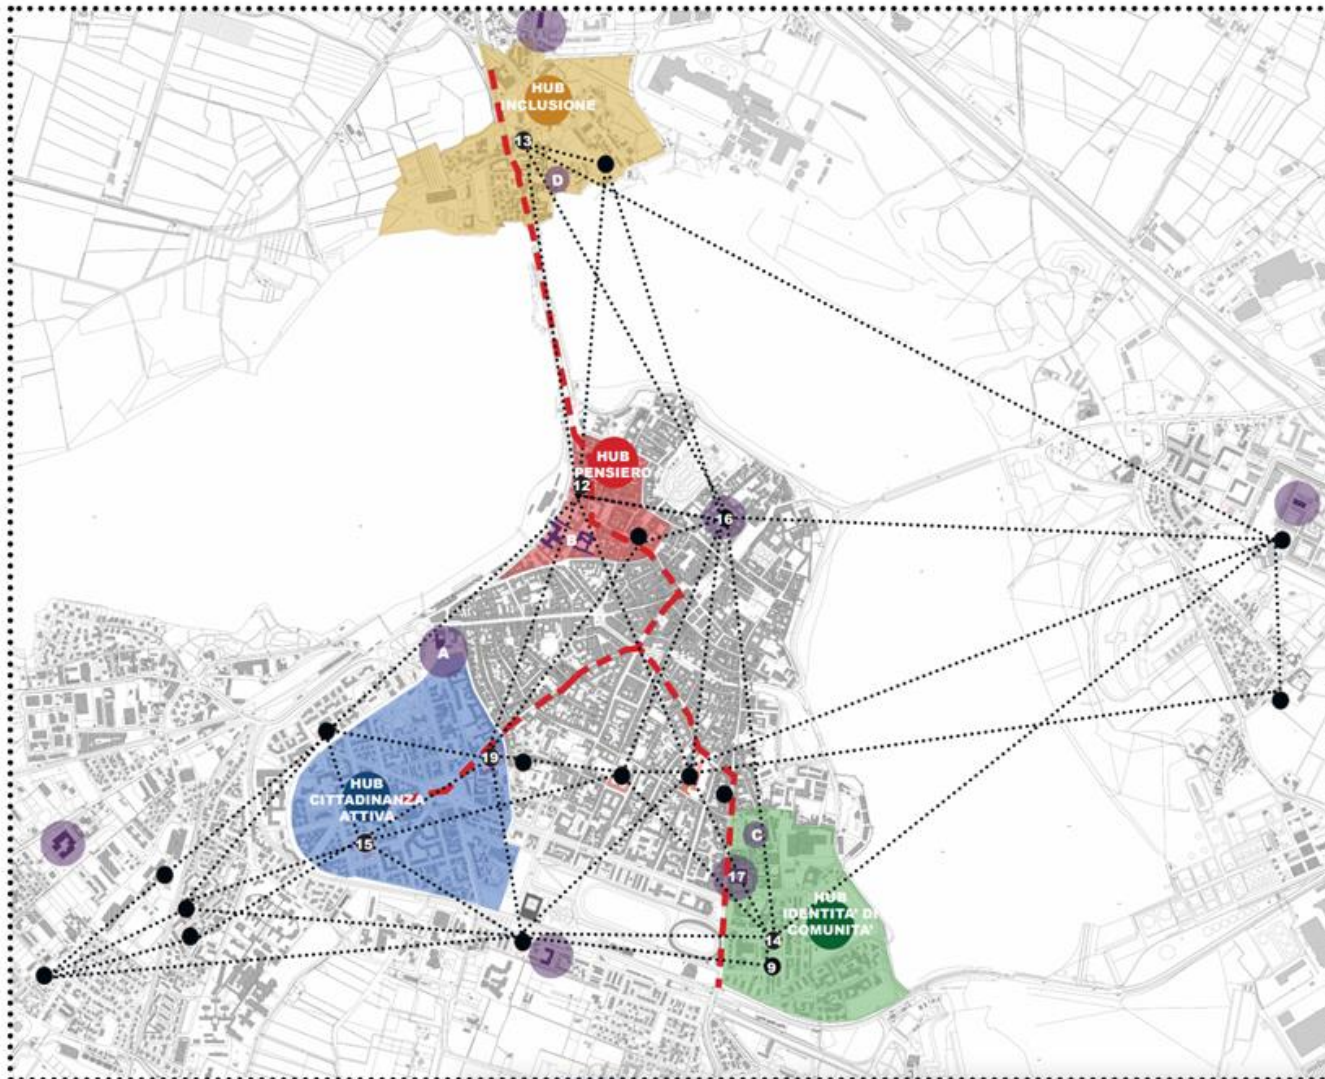 HUB
INCLUSIONE
13
D
HUB
PENSIERO
12
16
B
A
19
HUB
CITTADINANZA
ATTIVA
15
C
17
HUB
IDENTITA' DI
COMUNITA'
14
9